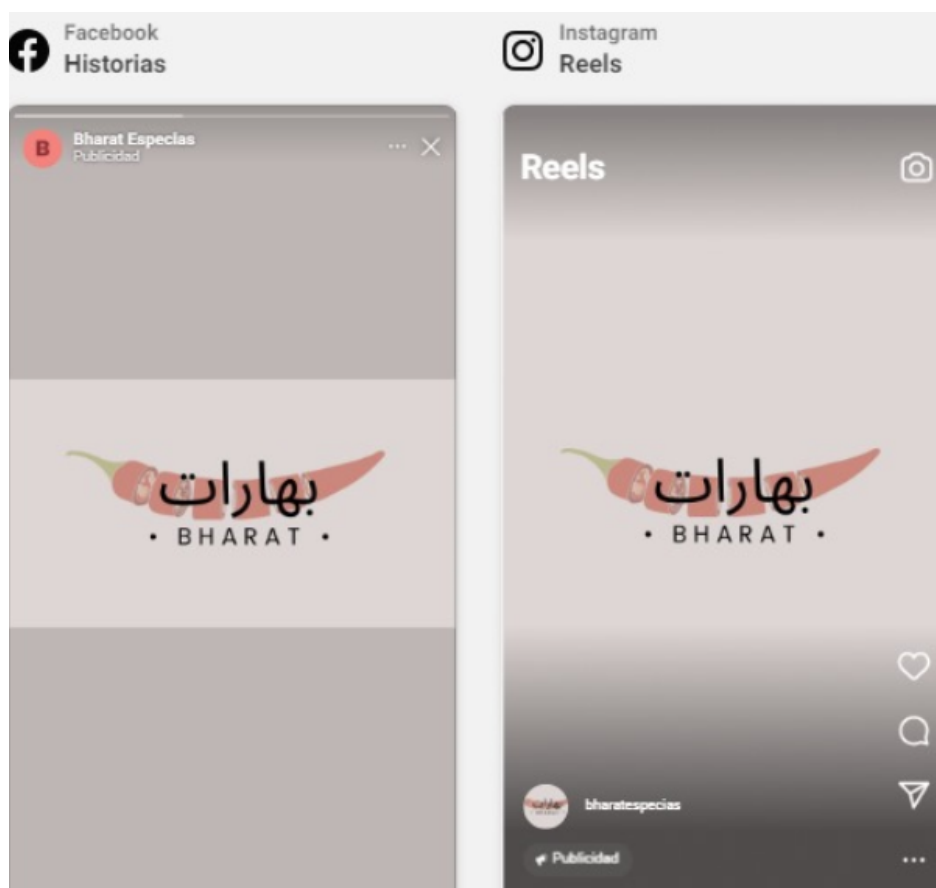 Facebook
Historias
B
Bharat Especias
Publicidad
بهارات
• BHARAT •
Instagram
Reels
Reels
بهارات
• BHARAT •
bharatespecias
Publicidad